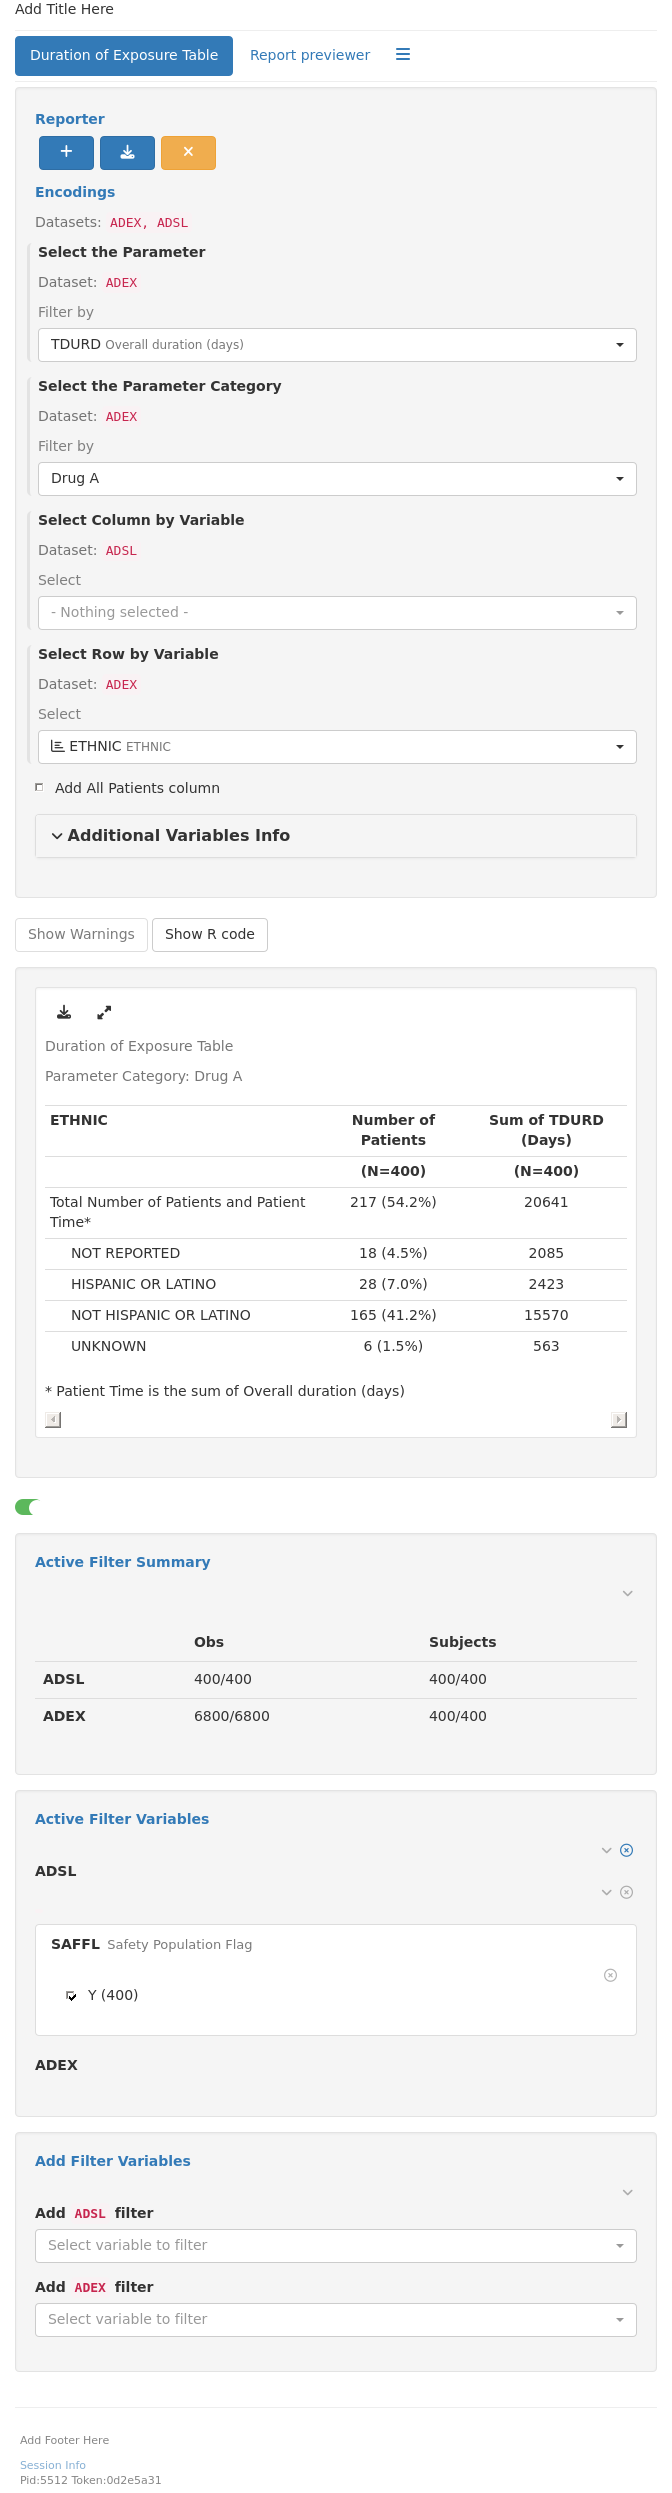 Add Title Here
Duration of Exposure Table Report previewer
Reporter
Encodings
Datasets: ADEX, ADSL
Select the Parameter
Dataset: ADEX
Filter by
TDURD Overall duration (days)
Select the Parameter Category
Dataset: ADEX
Filter by
Drug A
Select Column by Variable
Dataset: ADSL
Select
- Nothing selected -
Select Row by Variable
Dataset: ADEX
Select
ETHNIC ETHNIC
Add All Patients column
Additional Variables Info
Show Warnings Show R code
Duration of Exposure Table
Parameter Category: Drug A
ETHNIC Number of Sum of TDURD
Patients (Days)
(N=400) (N=400)
Total Number of Patients and Patient 217 (54.2%) 20641
Time*
NOT REPORTED 18 (4.5%) 2085
HISPANIC OR LATINO 28 (7.0%) 2423
NOT HISPANIC OR LATINO 165 (41.2%) 15570
UNKNOWN 6 (1.5%) 563
* Patient Time is the sum of Overall duration (days)
Active Filter Summary
Obs Subjects
ADSL 400/400 400/400
ADEX 6800/6800 400/400
Active Filter Variables
ADSL
SAFFL Safety Population Flag
Y (400)
ADEX
Add Filter Variables
Add ADSL filter
Select variable to filter
Add ADEX filter
Select variable to filter
Add Footer Here
Session Info
Pid:5512 Token:0d2e5a31